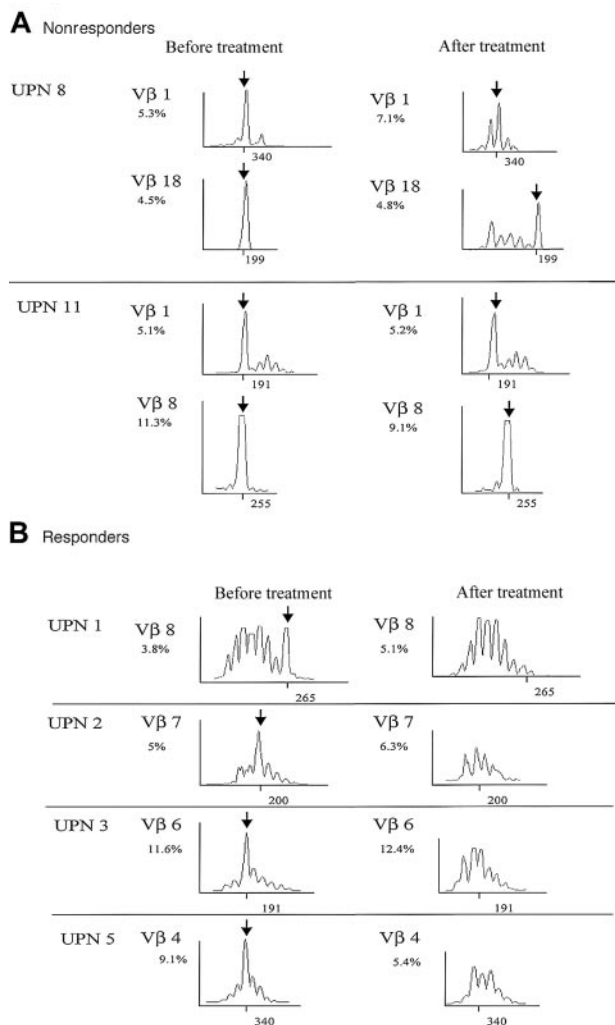 A Nonresponders
Before treatment After treatment
UPN 8
Vβ 1 Vβ 1
5.3% 7.1%
340 340
Vβ 18 Vβ 18
4.5% 4.8%
199 199
UPN 11
Vβ 1 Vβ 1
5.1% 5.2%
191 191
Vβ 8 Vβ 8
11.3% 9.1%
255 255
B Responders
Before treatment After treatment
UPN 1
Vβ 8 Vβ 8
3.8% 5.1%
265 265
UPN 2 Vβ 7 Vβ 7
5% 6.3%
200 200
UPN 3 Vβ 6 Vβ 6
11.6% 12.4%
191 191
UPN 5 Vβ 4 Vβ 4
9.1% 5.4%
340 340